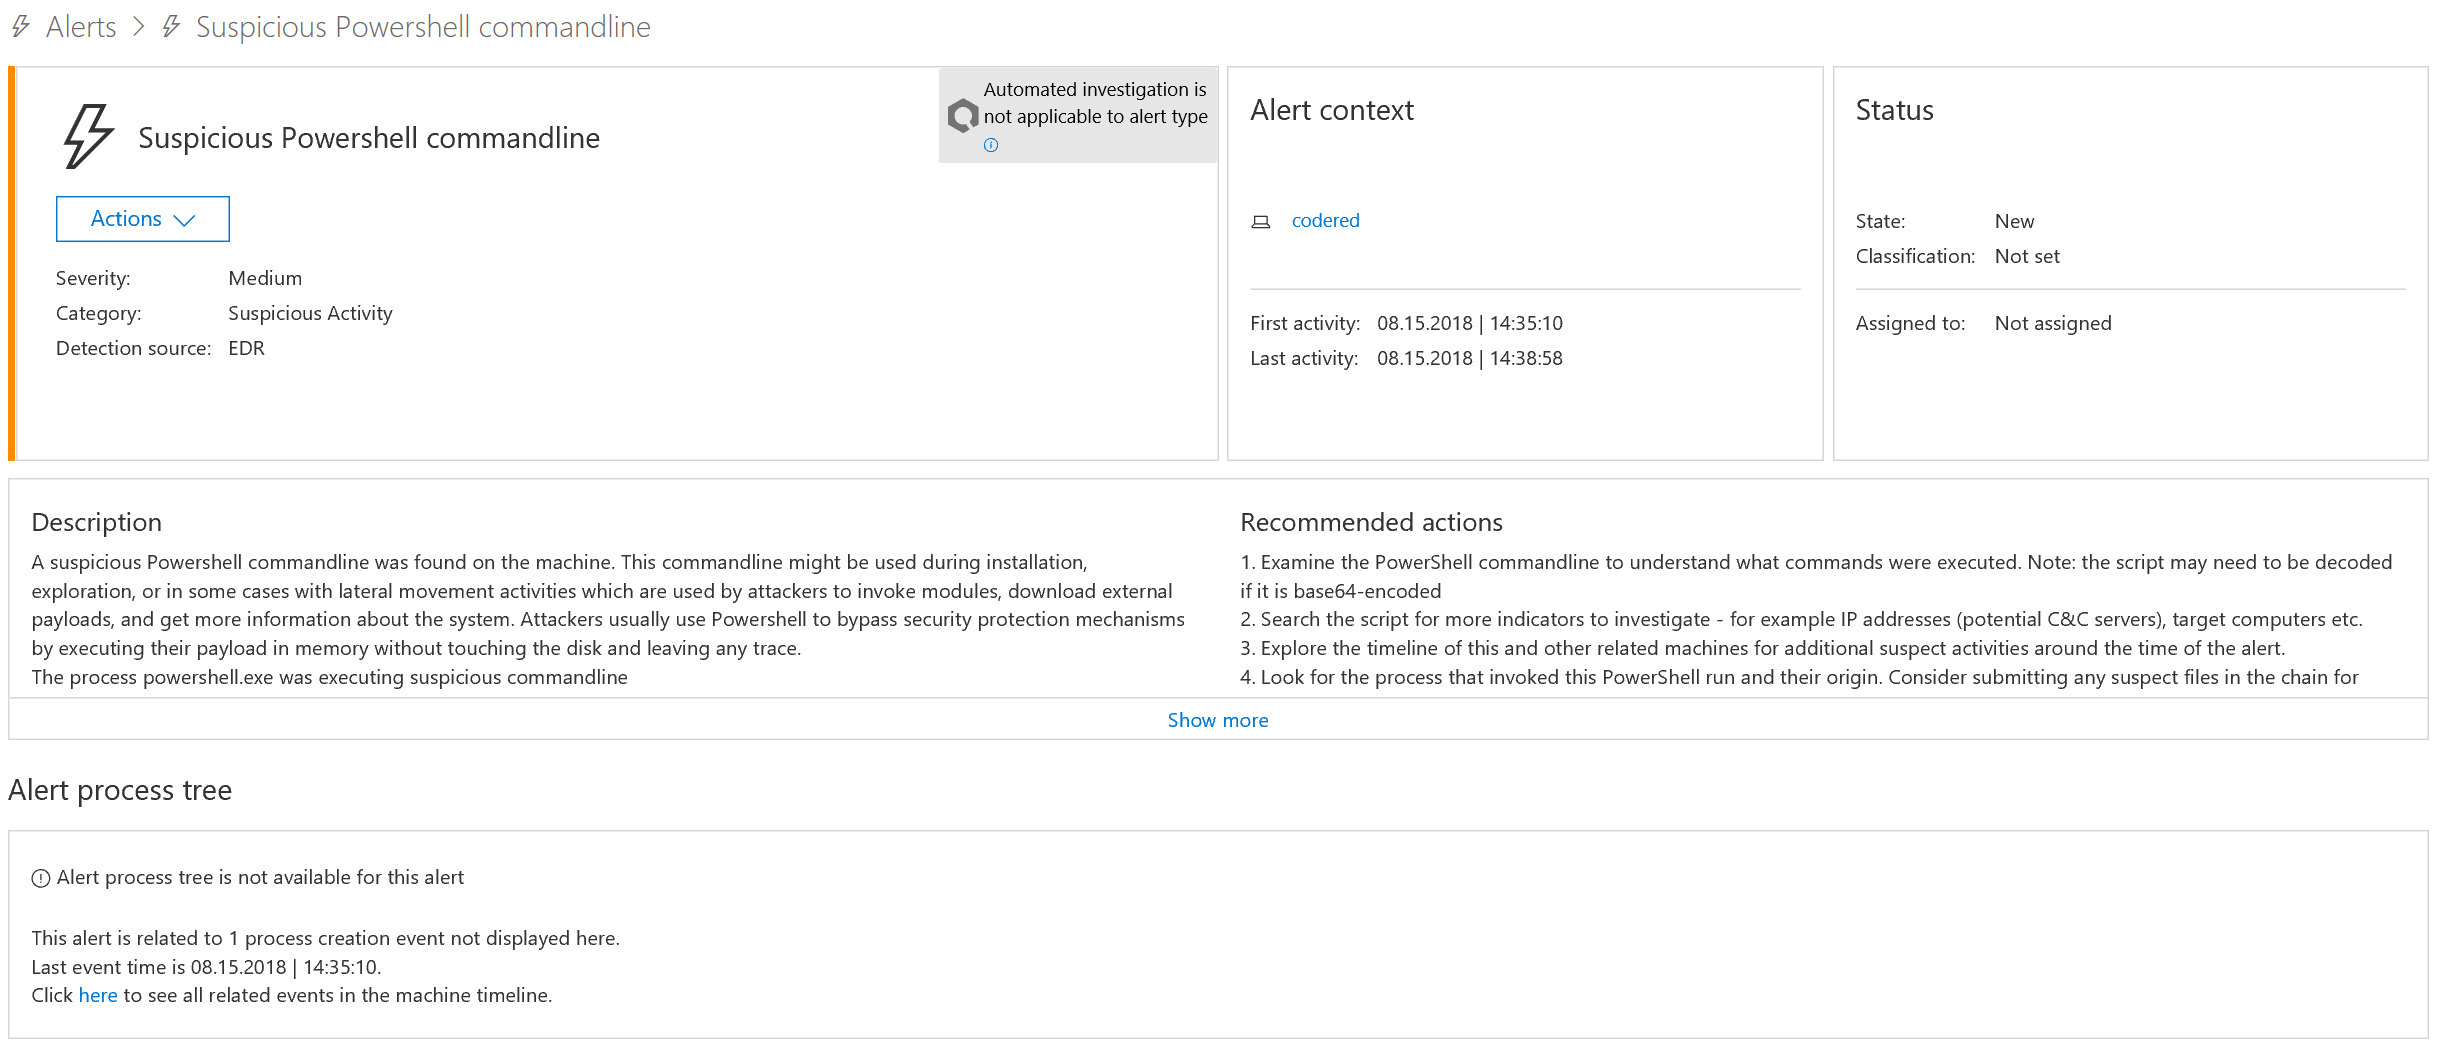 Alerts > Suspicious Powershell commandline
Suspicious Powershell commandline
Automated investigation is
not applicable to alert type
Actions
Severity: Medium
Category: Suspicious Activity
Detection source: EDR
Alert context
codered
First activity: 08.15.2018 | 14:35:10
Last activity: 08.15.2018 | 14:38:58
Status
State: New
Classification: Not set
Assigned to: Not assigned
Description
A suspicious Powershell commandline was found on the machine. This commandline might be used during installation,
exploration, or in some cases with lateral movement activities which are used by attackers to invoke modules, download external
payloads, and get more information about the system. Attackers usually use Powershell to bypass security protection mechanisms
by executing their payload in memory without touching the disk and leaving any trace.
The process powershell.exe was executing suspicious commandline
Recommended actions
1. Examine the PowerShell commandline to understand what commands were executed. Note: the script may need to be decoded
if it is base64-encoded
2. Search the script for more indicators to investigate - for example IP addresses (potential C&C servers), target computers etc.
3. Explore the timeline of this and other related machines for additional suspect activities around the time of the alert.
4. Look for the process that invoked this PowerShell run and their origin. Consider submitting any suspect files in the chain for
Show more
Alert process tree
Alert process tree is not available for this alert
This alert is related to 1 process creation event not displayed here.
Last event time is 08.15.2018 | 14:35:10.
Click here to see all related events in the machine timeline.